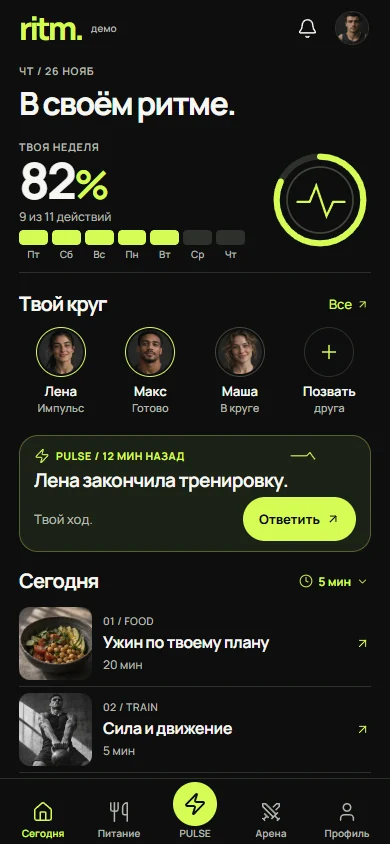 ritm. демо
ЧТ / 26 НОЯБ
В своём ритме.
ТВОЯ НЕДЕЛЯ
82%
9 из 11 действий
Пт Сб Вс Пн Вт Ср Чт
Твой круг Все
Лена Макс Маша Позвать
Импульс Готово В круге друга
PULSE / 12 МИН НАЗАД
Лена закончила тренировку.
Твой ход. Ответить
Сегодня 5 мин
01 / FOOD
Ужин по твоему плану
20 мин
02 / TRAIN
Сила и движение
5 мин
Сегодня Питание PULSE Арена Профиль